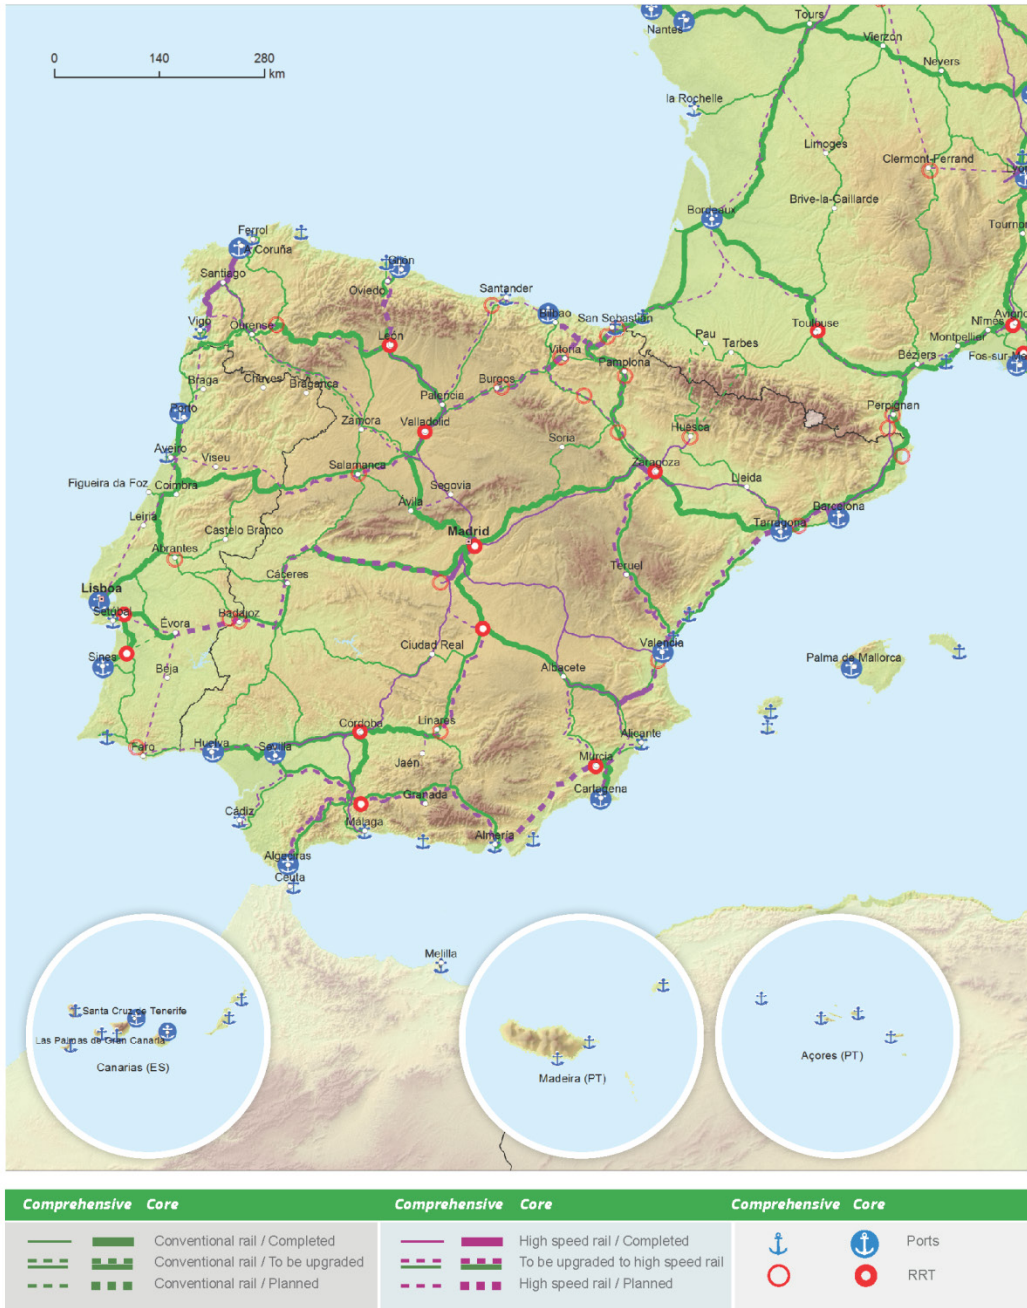 Tours
Nantes
Vierzon
Nevers
0 140 280
km
la Rochelle
Limoges
Clermont-Ferrand
Brive-la-Gaillarde
Bordeaux
Ferrol
A Coruña
Santiago
Gijón
Oviedo
Santander
Bilbao
San Sebastián
Vigo
Ourense
León
Vitoria
Pau
Tarbes
Toulouse
Nîmes
Montpellier
Béziers
Pamplona
Burgos
Braga
Chaves
Bragança
Palencia
Perpignan
Porto
Zamora
Valladolid
Huesca
Soria
Aveiro
Viseu
Salamanca
Zaragoza
Figueira da Foz
Coimbra
Segovia
Lleida
Ávila
Barcelona
Leiria
Castelo Branco
Madrid
Tarragona
Abrantes
Cáceres
Teruel
Lisboa
Setúbal
Évora
Badajoz
Ciudad Real
Valencia
Sines
Beja
Albacete
Palma de Mallorca
Córdoba
Linares
Faro
Huelva
Sevilla
Alicante
Jaén
Murcia
Granada
Cartagena
Cádiz
Málaga
Almería
Algeciras
Ceuta
Melilla
Santa Cruz de Tenerife
Las Palmas de Gran Canaria
Canarias (ES)
Madeira (PT)
Açores (PT)
Comprehensive Core Comprehensive Core Comprehensive Core
Conventional rail / Completed High speed rail / Completed Ports
Conventional rail / To be upgraded To be upgraded to high speed rail
Conventional rail / Planned High speed rail / Planned RRT